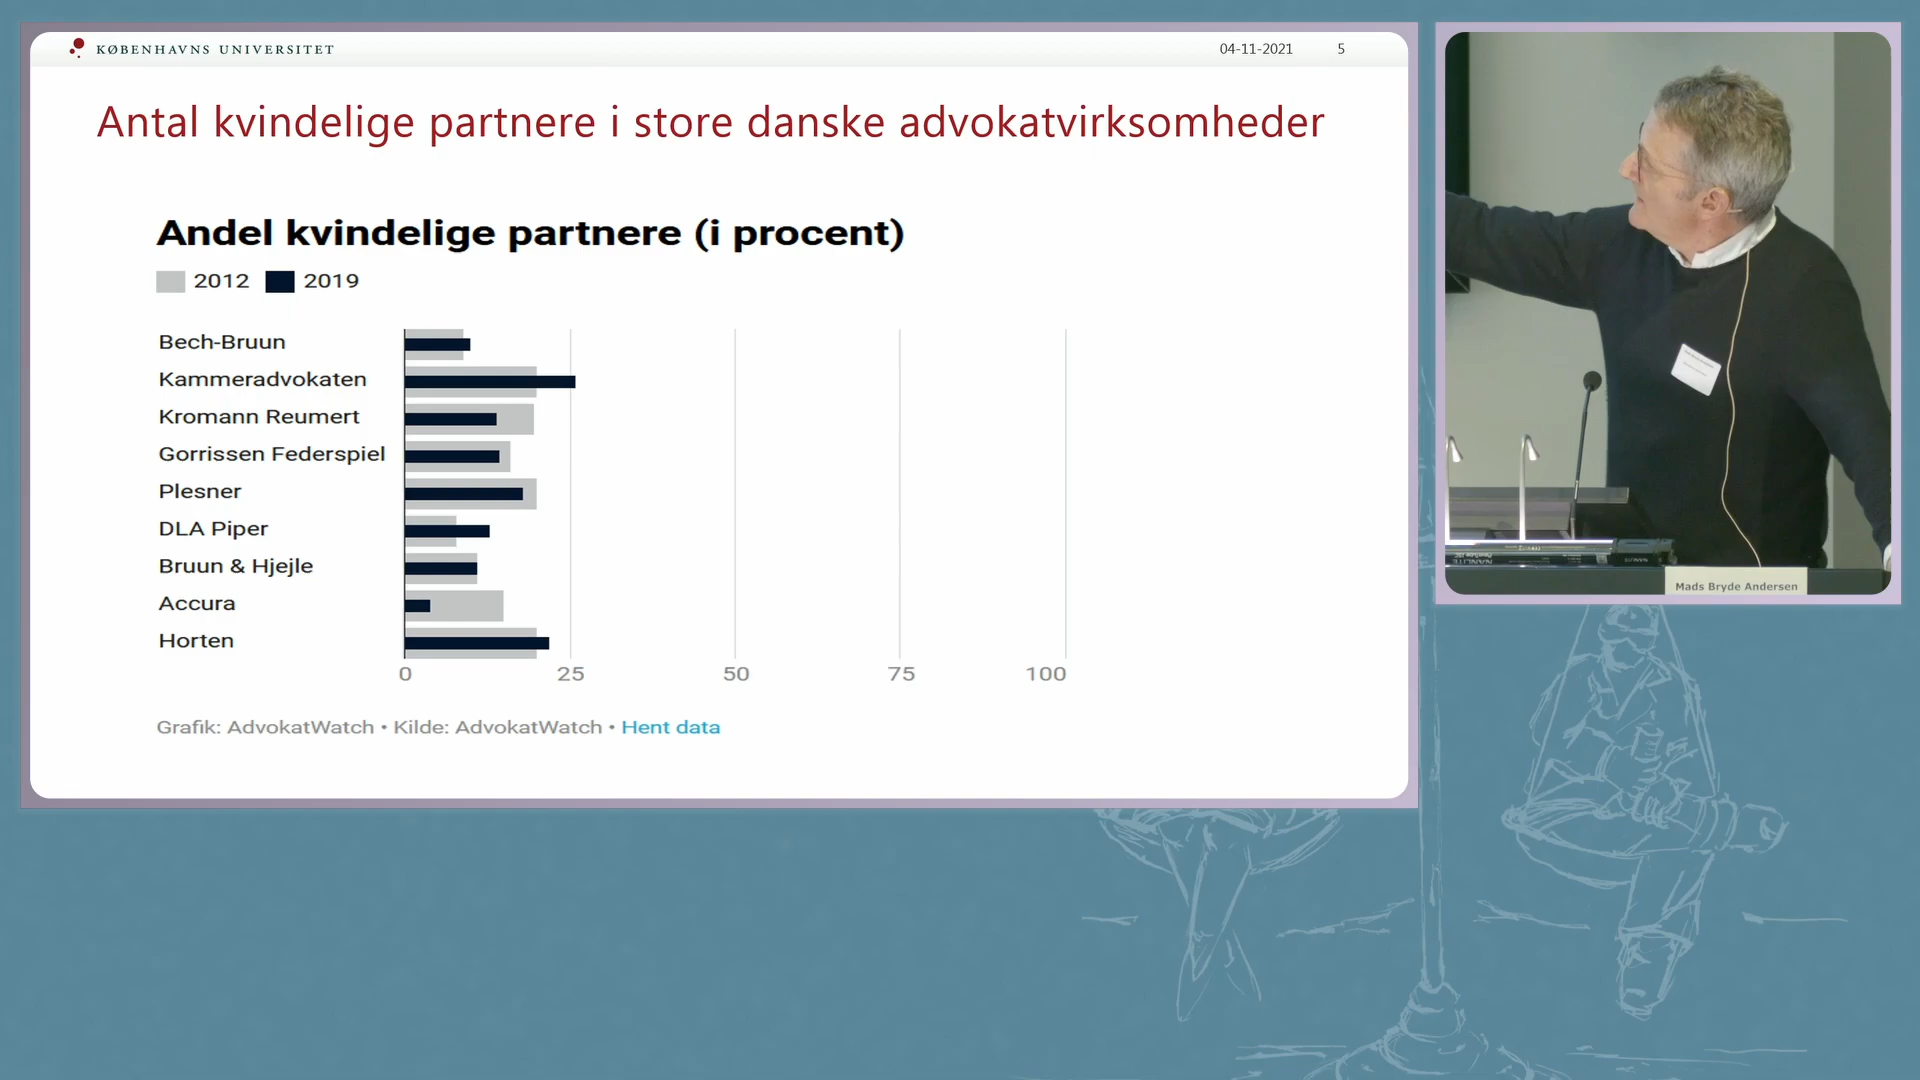 KØBENHAVNS UNIVERSITET
04-11-2021 5
Antal kvindelige partnere i store danske advokatvirksomheder
Andel kvindelige partnere (i procent)
2012 2019
Bech-Bruun
Kammeradvokaten
Kromann Reumert
Gorrissen Federspiel
Plesner
DLA Piper
Bruun & Hjejle
Accura
Horten
0 25 50 75 100
Grafik: AdvokatWatch • Kilde: AdvokatWatch • Hent data
Mads Bryde Andersen